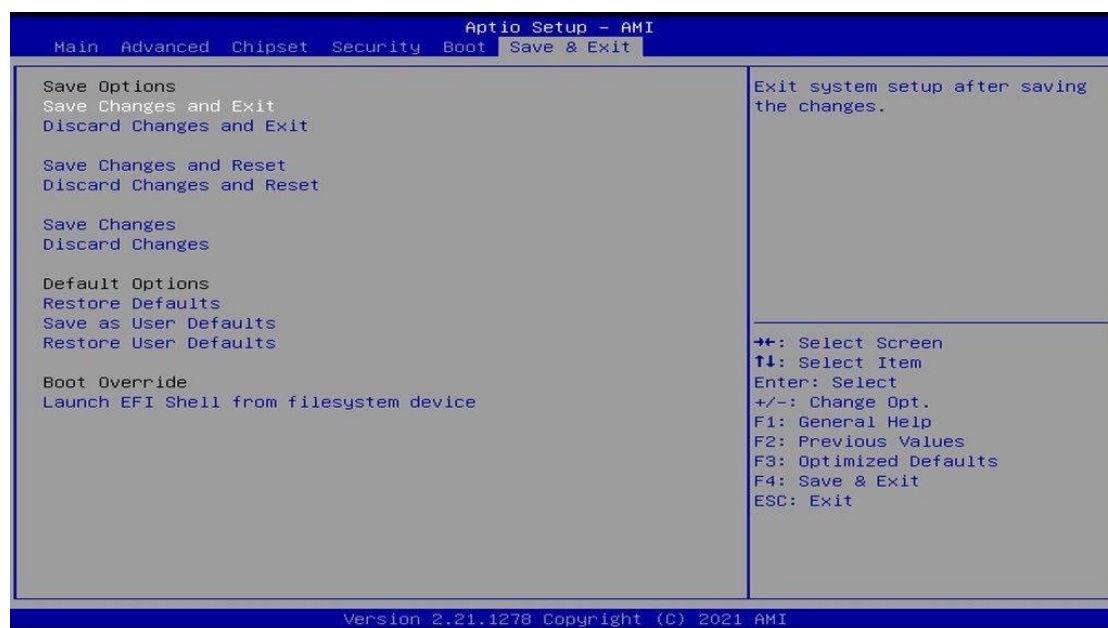 Aptio Setup – AMI
Main Advanced Chipset Security Boot Save & Exit
Save Options
Save Changes and Exit
Discard Changes and Exit
Save Changes and Reset
Discard Changes and Reset
Save Changes
Discard Changes
Default Options
Restore Defaults
Save as User Defaults
Restore User Defaults
Boot Override
Launch EFI Shell from filesystem device
Exit system setup after saving
the changes.
→←: Select Screen
↑↓: Select Item
Enter: Select
+/-: Change Opt.
F1: General Help
F2: Previous Values
F3: Optimized Defaults
F4: Save & Exit
ESC: Exit
Version 2.21.1278 Copyright (C) 2021 AMI